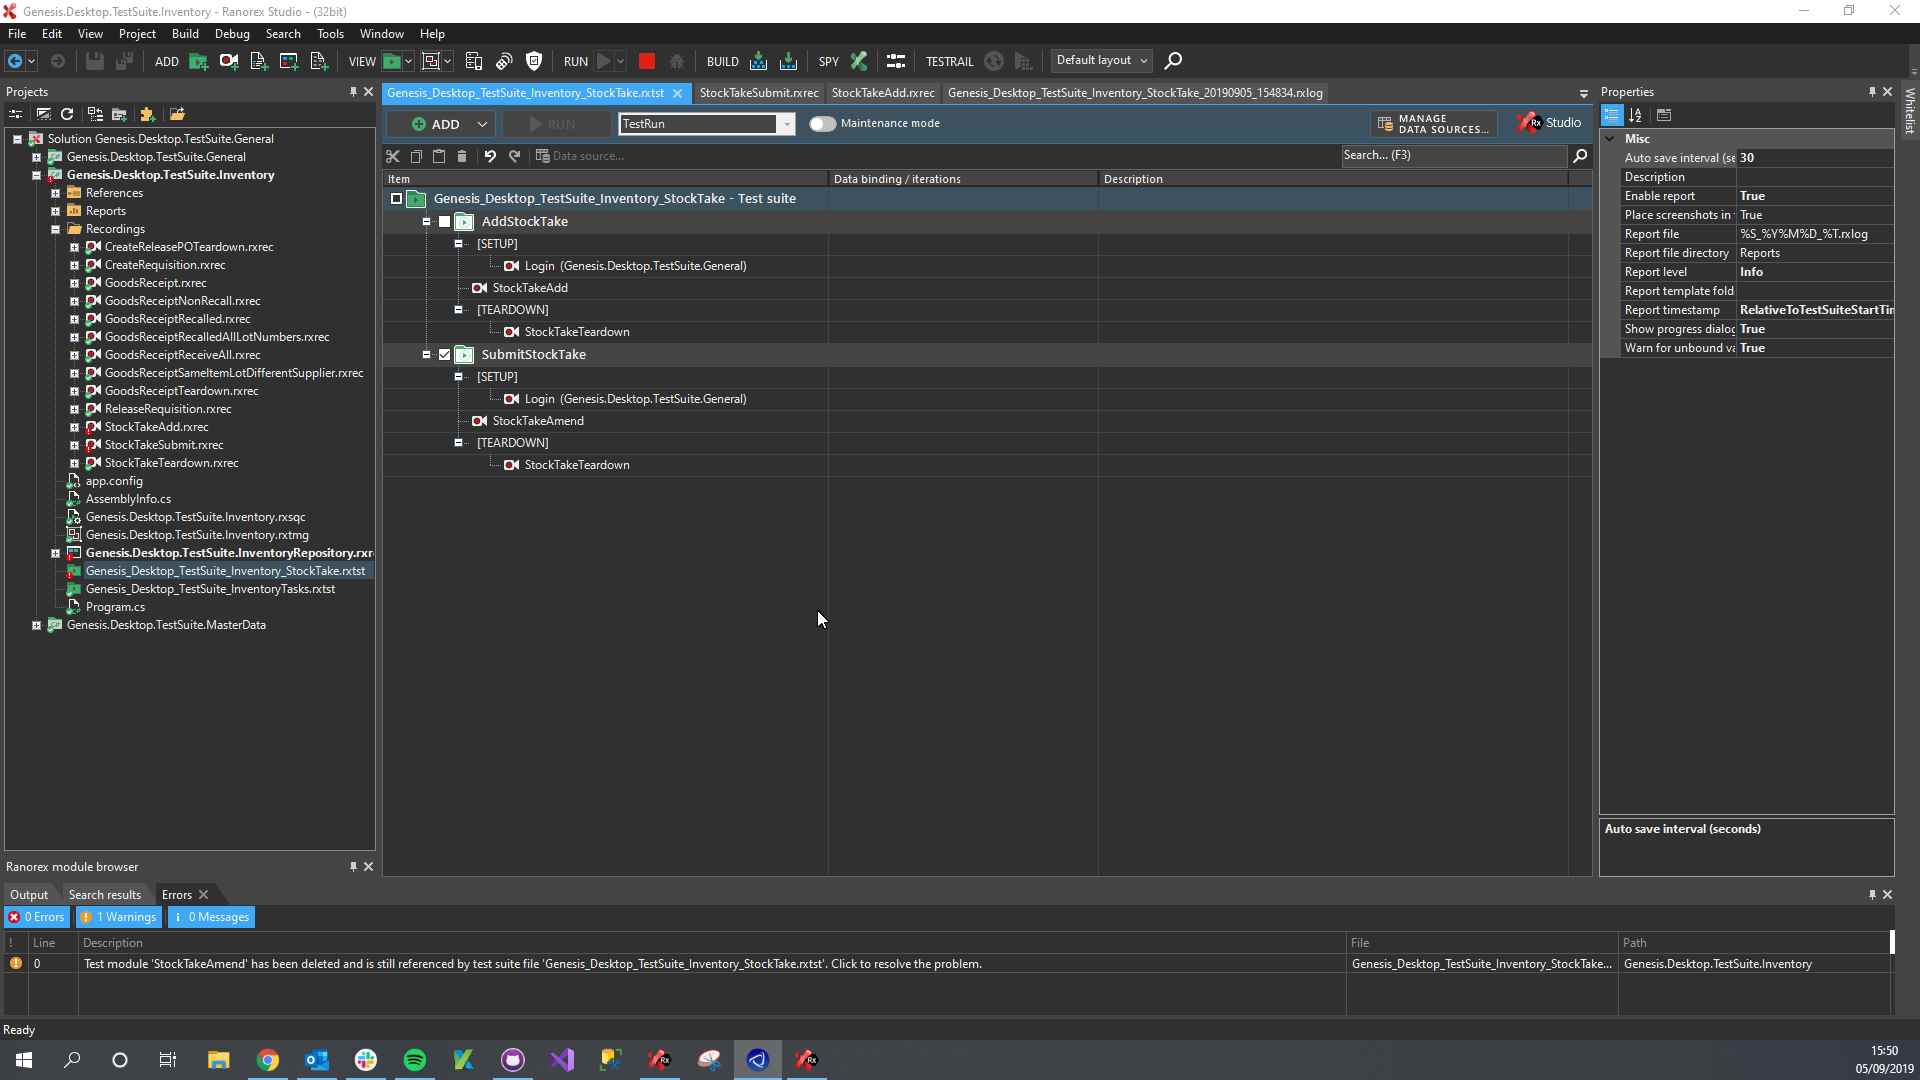 Genesis.Desktop.TestSuite.Inventory - Ranorex Studio - (32bit)
File Edit View Project Build Debug Search Tools Window Help
ADD VIEW RUN BUILD SPY TESTRAIL Default layout
Projects
Solution Genesis.Desktop.TestSuite.General
Genesis.Desktop.TestSuite.General
Genesis.Desktop.TestSuite.Inventory
References
Reports
Recordings
CreateReleasePOTeardown.rxrec
CreateRequisition.rxrec
GoodsReceipt.rxrec
GoodsReceiptNonRecall.rxrec
GoodsReceiptRecalled.rxrec
GoodsReceiptRecalledAllLotNumbers.rxrec
GoodsReceiptReceiveAll.rxrec
GoodsReceiptSameItemLotDifferentSupplier.rxrec
GoodsReceiptTeardown.rxrec
ReleaseRequisition.rxrec
StockTakeAdd.rxrec
StockTakeSubmit.rxrec
StockTakeTeardown.rxrec
app.config
AssemblyInfo.cs
Genesis.Desktop.TestSuite.Inventory.rxsqc
Genesis.Desktop.TestSuite.Inventory.rxtmg
Genesis.Desktop.TestSuite.InventoryRepository.rxr
Genesis_Desktop_TestSuite_Inventory_StockTake.rxtst
Genesis_Desktop_TestSuite_InventoryTasks.rxtst
Program.cs
Genesis.Desktop.TestSuite.MasterData
Ranorex module browser
Genesis_Desktop_TestSuite_Inventory_StockTake.rxtst StockTakeSubmit.rxrec StockTakeAdd.rxrec Genesis_Desktop_TestSuite_Inventory_StockTake_20190905_154834.rxlog
ADD RUN TestRun Maintenance mode MANAGE DATA SOURCES... Rx Studio
Data source... Search... (F3)
Item Data binding / iterations Description
Genesis_Desktop_TestSuite_Inventory_StockTake - Test suite
AddStockTake
[SETUP]
Login (Genesis.Desktop.TestSuite.General)
StockTakeAdd
[TEARDOWN]
StockTakeTeardown
SubmitStockTake
[SETUP]
Login (Genesis.Desktop.TestSuite.General)
StockTakeAmend
[TEARDOWN]
StockTakeTeardown
Properties
Whitelist
Misc
Auto save interval (se 30
Description
Enable report True
Place screenshots in True
Report file %S_%Y%M%D_%T.rxlog
Report file directory Reports
Report level Info
Report template fold
Report timestamp RelativeToTestSuiteStartTin
Show progress dialog True
Warn for unbound va True
Auto save interval (seconds)
Output Search results Errors
0 Errors 1 Warnings 0 Messages
! Line Description File Path
0 Test module 'StockTakeAmend' has been deleted and is still referenced by test suite file 'Genesis_Desktop_TestSuite_Inventory_StockTake.rxtst'. Click to resolve the problem. Genesis_Desktop_TestSuite_Inventory_StockTake... Genesis.Desktop.TestSuite.Inventory
Ready
15:50
05/09/2019